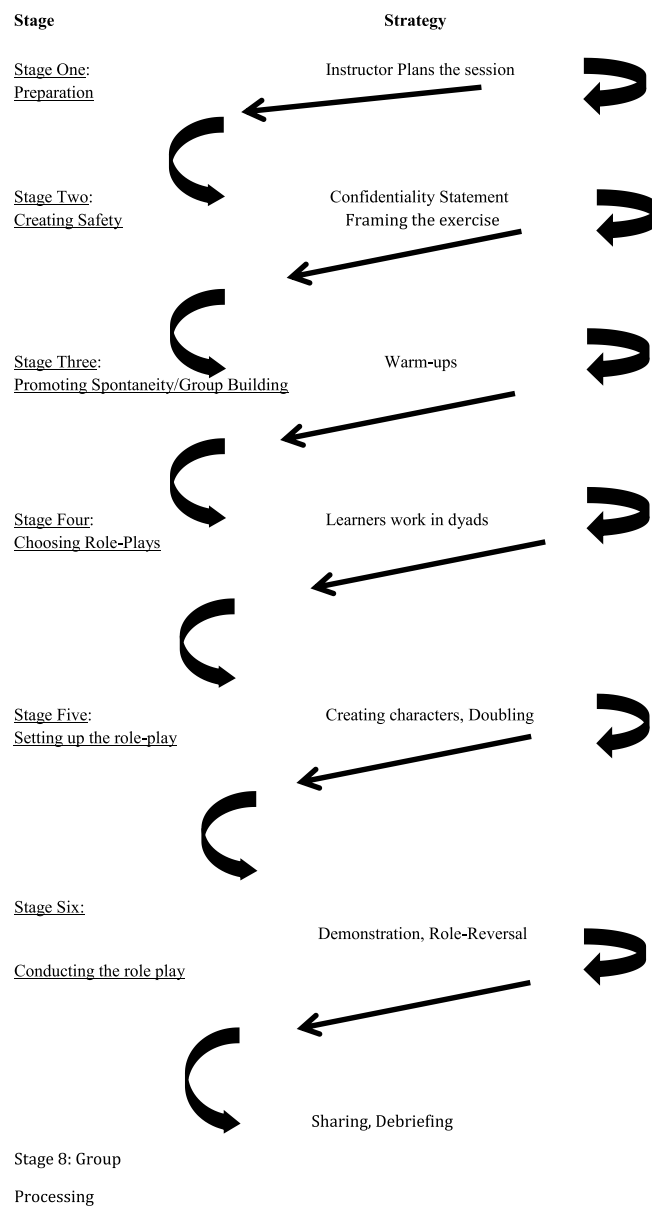 Stage Strategy
Stage One: Instructor Plans the session
Preparation
Stage Two: Confidentiality Statement
Creating Safety Framing the exercise
Stage Three: Warm-ups
Promoting Spontaneity/Group Building
Stage Four: Learners work in dyads
Choosing Role-Plays
Stage Five: Creating characters, Doubling
Setting up the role-play
Stage Six:
Demonstration, Role-Reversal
Conducting the role play
Sharing, Debriefing
Stage 8: Group
Processing